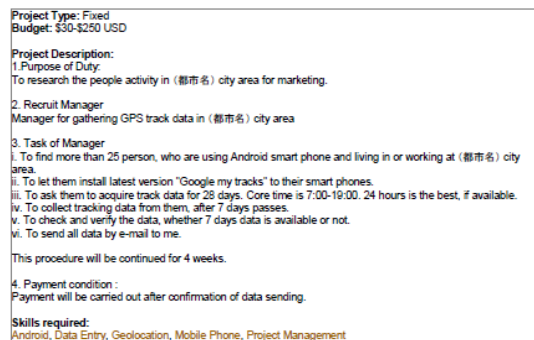 Project Type: Fixed
Budget: $30-$250 USD
Project Description:
1.Purpose of Duty:
To research the people activity in （都市名）city area for marketing.
2. Recruit Manager
Manager for gathering GPS track data in （都市名）city area
3. Task of Manager
i. To find more than 25 person, who are using Android smart phone and living in or working at （都市名）city
area.
ii. To let them install latest version "Google my tracks" to their smart phones.
iii. To ask them to acquire track data for 28 days. Core time is 7:00-19:00. 24 hours is the best, if available.
iv. To collect tracking data from them, after 7 days passes.
v. To check and verify the data, whether 7 days data is available or not.
vi. To send all data by e-mail to me.
This procedure will be continued for 4 weeks.
4. Payment condition :
Payment will be carried out after confirmation of data sending.
Skills required:
Android, Data Entry, Geolocation, Mobile Phone, Project Management